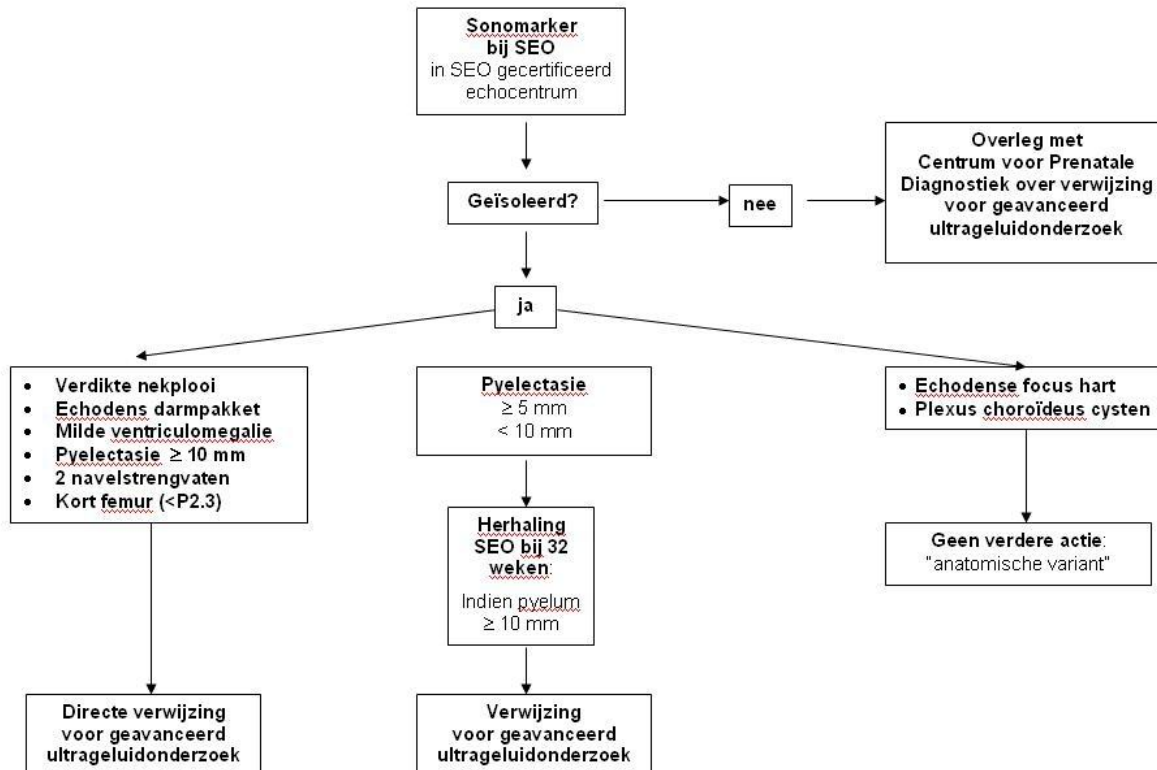 Sonomarker
bij SEO
in SEO gecertificeerd
echocentrum
Geïsoleerd?
nee
Overleg met
Centrum voor Prenatale
Diagnostiek over verwijzing
voor geavanceerd
ultrageluidonderzoek
ja
• Verdikte nekplooi
• Echodens darmpakket
• Milde ventriculomegalie
• Pyelectasie ≥ 10 mm
• 2 navelstrengvaten
• Kort femur (<P2.3)
Directe verwijzing
voor geavanceerd
ultrageluidonderzoek
Pyelectasie
≥ 5 mm
< 10 mm
Herhaling
SEO bij 32
weken:
Indien pyelum
≥ 10 mm
Verwijzing
voor geavanceerd
ultrageluidonderzoek
• Echodense focus hart
• Plexus choroïdeus cysten
Geen verdere actie:
"anatomische variant"